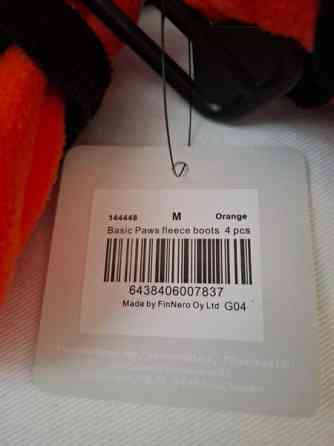 144448 M Orange
Basic Paws fleece boots 4 pcs
6438406007837
Made by FinNero Oy Ltd G04